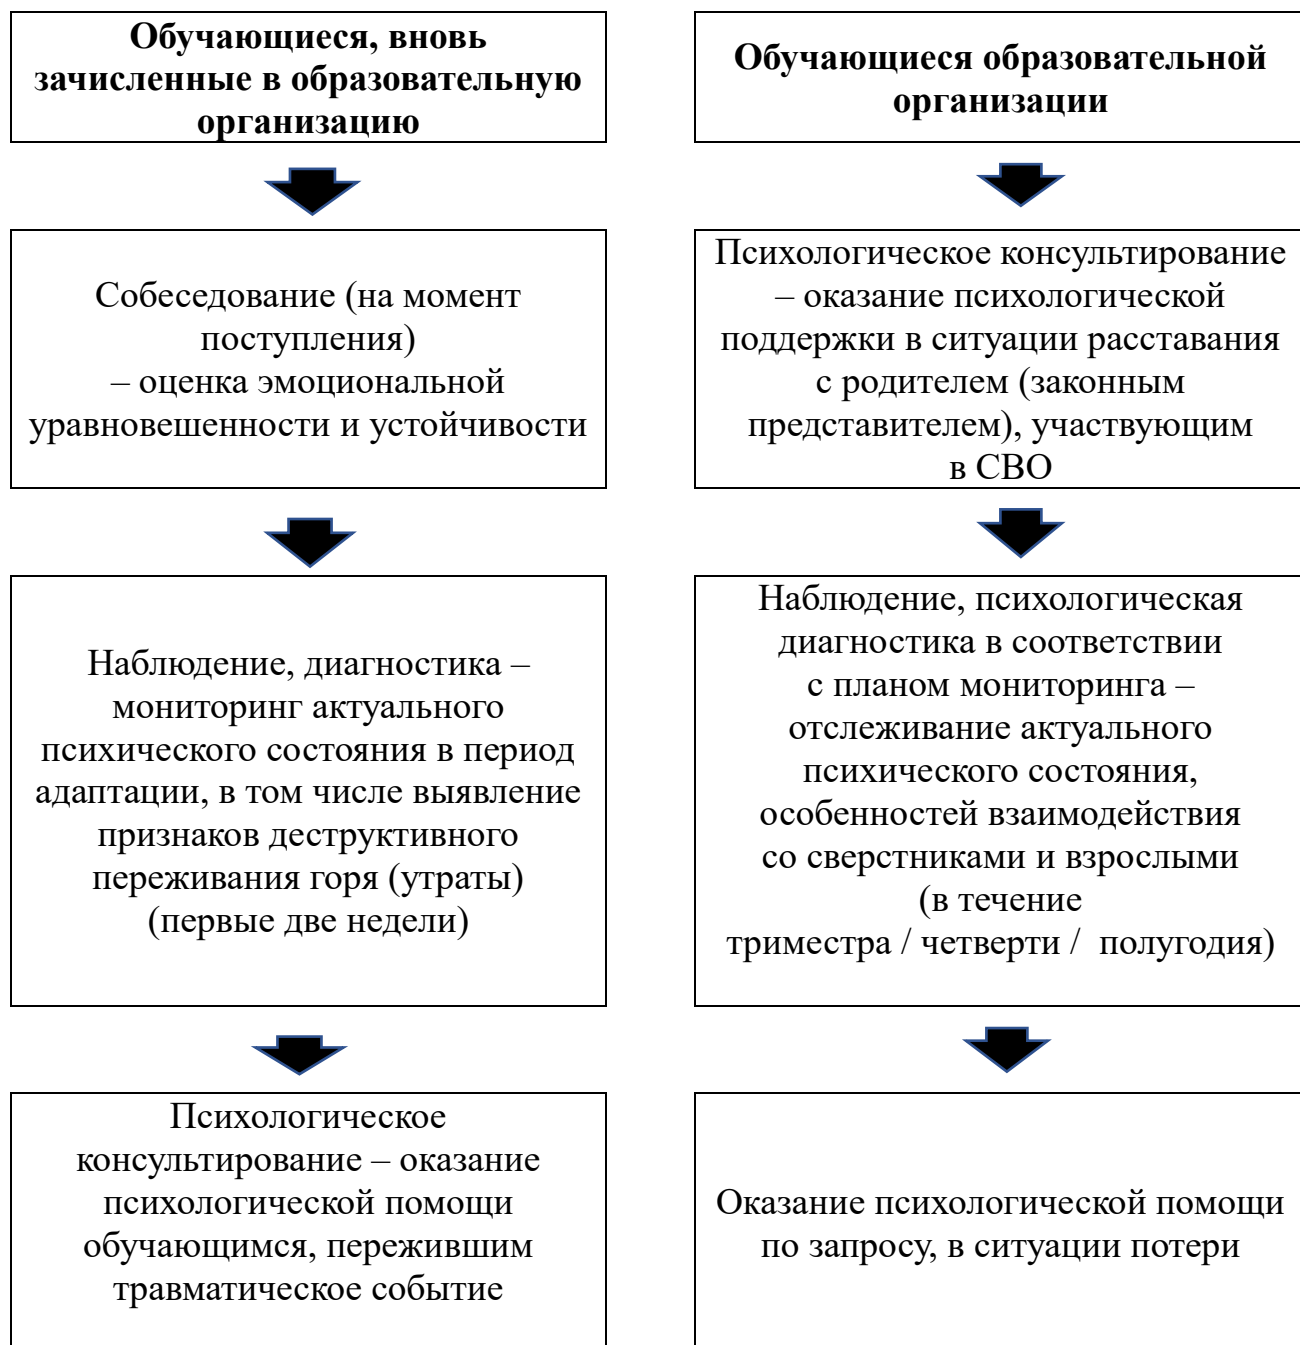 Обучающиеся, вновь
зачисленные в образовательную
организацию
Собеседование (на момент
поступления)
– оценка эмоциональной
уравновешенности и устойчивости
Наблюдение, диагностика –
мониторинг актуального
психического состояния в период
адаптации, в том числе выявление
признаков деструктивного
переживания горя (утраты)
(первые две недели)
Психологическое
консультирование – оказание
психологической помощи
обучающимся, пережившим
травматическое событие
Обучающиеся образовательной
организации
Психологическое консультирование
– оказание психологической
поддержки в ситуации расставания
с родителем (законным
представителем), участвующим
в СВО
Наблюдение, психологическая
диагностика в соответствии
с планом мониторинга –
отслеживание актуального
психического состояния,
особенностей взаимодействия
со сверстниками и взрослыми
(в течение
триместра / четверти /  полугодия)
Оказание психологической помощи
по запросу, в ситуации потери